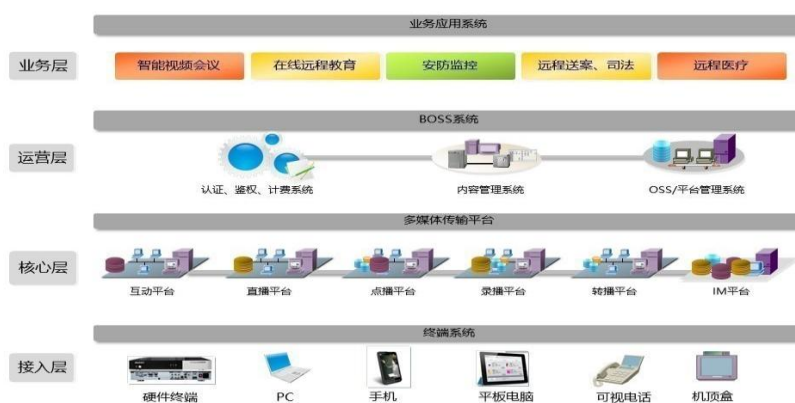 业务应用系统
业务层
智能视频会议
在线远程教育
安防监控
远程送案、司法
远程医疗
BOSS系统
运营层
认证、鉴权、计费系统
内容管理系统
OSS/平台管理系统
多媒体传输平台
核心层
互动平台
直播平台
点播平台
录播平台
转播平台
IM平台
终端系统
接入层
硬件终端
PC
手机
平板电脑
可视电话
机顶盒